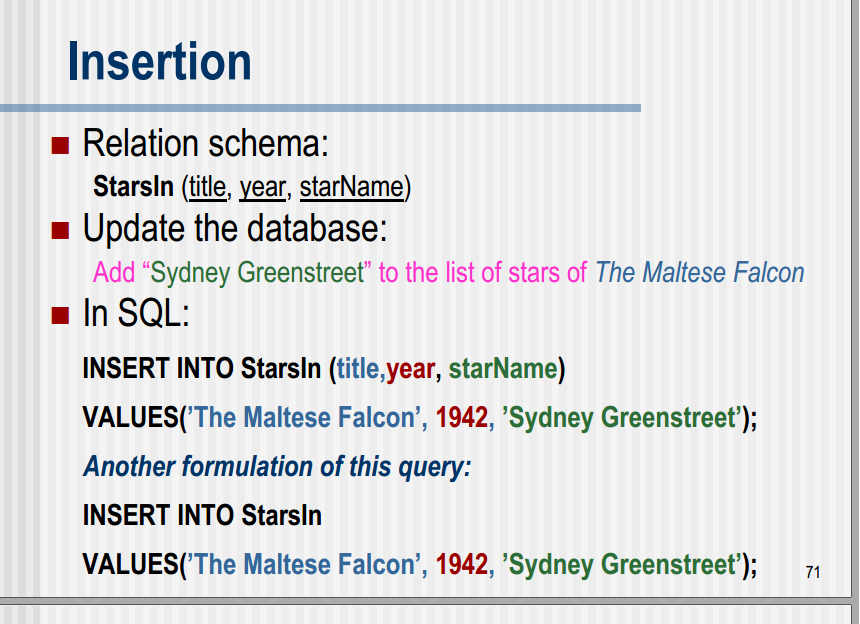 Insertion
Relation schema:
StarsIn (title, year, starName)
Update the database:
Add “Sydney Greenstreet” to the list of stars of The Maltese Falcon
In SQL:
INSERT INTO StarsIn (title,year, starName)
VALUES(’The Maltese Falcon’, 1942, ’Sydney Greenstreet’);
Another formulation of this query:
INSERT INTO StarsIn
VALUES(’The Maltese Falcon’, 1942, ’Sydney Greenstreet’);
71